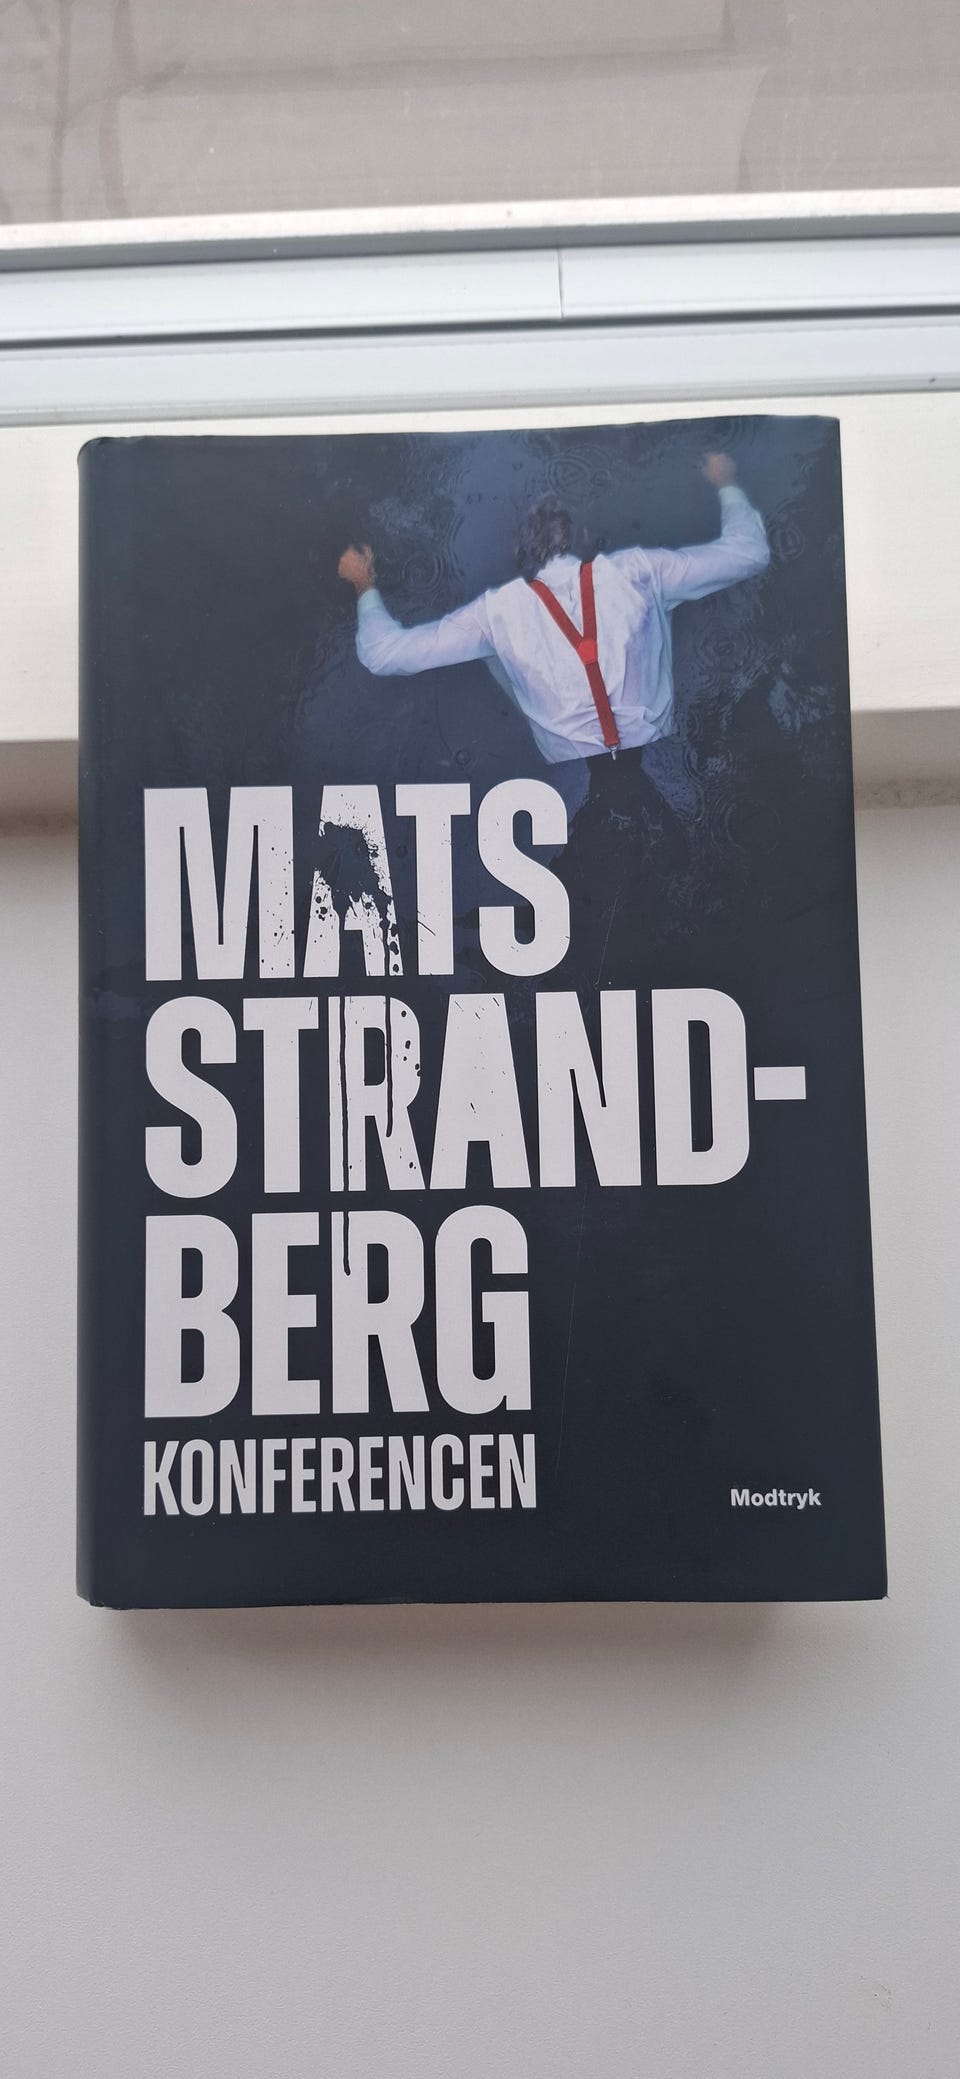 MATS
STRAND-
BERG
KONFERENCEN
Modtryk